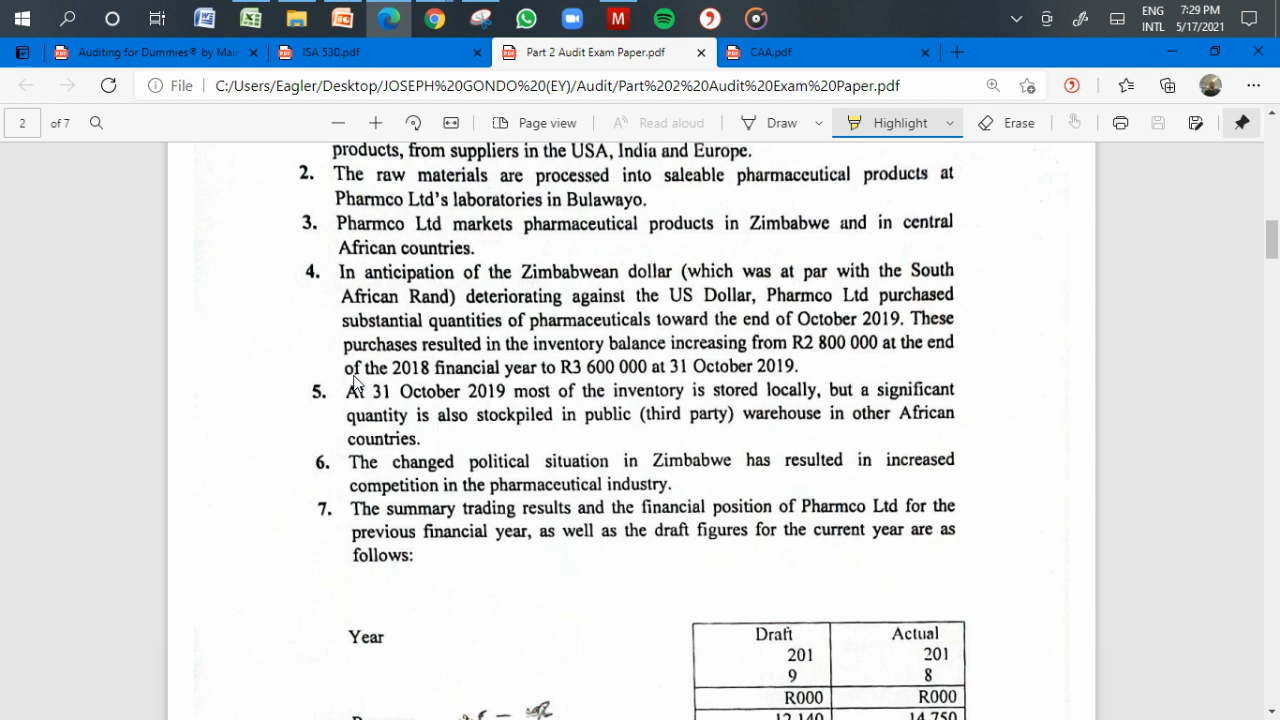 ENG
INTL
7:29 PM
5/17/2021
Auditing for Dummies® by Mair
ISA 530.pdf
Part 2 Audit Exam Paper.pdf
CAA.pdf
File
C:/Users/Eagler/Desktop/JOSEPH%20GONDO%20(EY)/Audit/Part%202%20Audit%20Exam%20Paper.pdf
2 of 7
Page view
Read aloud
Draw
Highlight
Erase
products, from suppliers in the USA, India and Europe.
2. The raw materials are processed into saleable pharmaceutical products at
Pharmco Ltd's laboratories in Bulawayo.
3. Pharmco Ltd markets pharmaceutical products in Zimbabwe and in central
African countries.
4. In anticipation of the Zimbabwean dollar (which was at par with the South
African Rand) deteriorating against the US Dollar, Pharmco Ltd purchased
substantial quantities of pharmaceuticals toward the end of October 2019. These
purchases resulted in the inventory balance increasing from R2 800 000 at the end
of the 2018 financial year to R3 600 000 at 31 October 2019.
5. At 31 October 2019 most of the inventory is stored locally, but a significant
quantity is also stockpiled in public (third party) warehouse in other African
countries.
6. The changed political situation in Zimbabwe has resulted in increased
competition in the pharmaceutical industry.
7. The summary trading results and the financial position of Pharmco Ltd for the
previous financial year, as well as the draft figures for the current year are as
follows:
Year
Draft
201
9
Actual
201
8
R000
R000
12 140
14 750